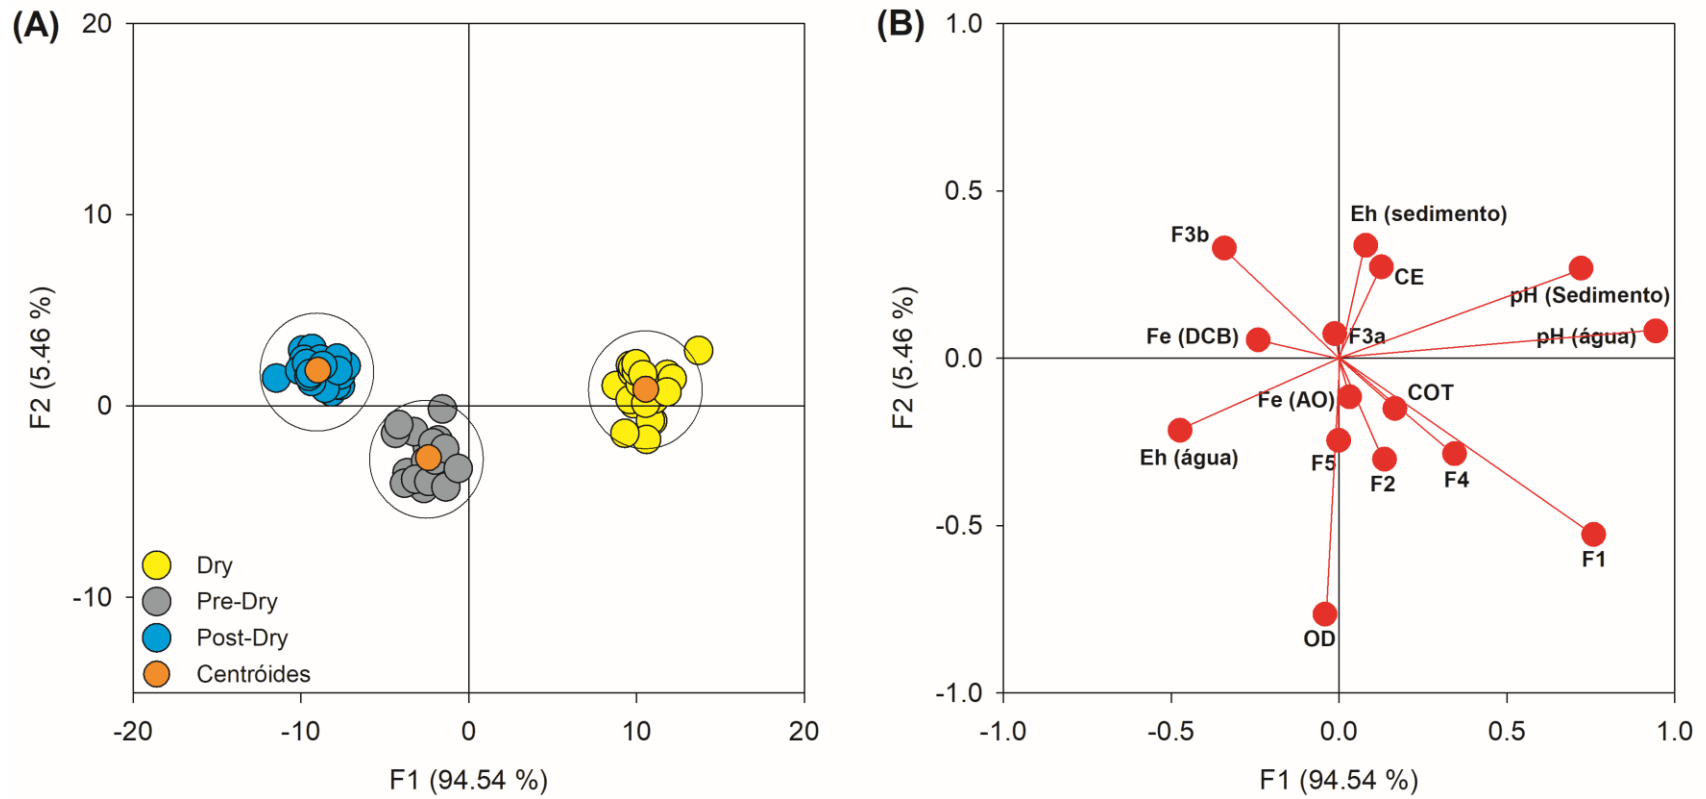 (A)
20
10
0
-10
F2 (5.46 %)
Dry
Pre-Dry
Post-Dry
Centróides
-20
-10
0
10
20
F1 (94.54 %)
(B)
1.0
0.5
0.0
-0.5
-1.0
F2 (5.46 %)
Eh (sedimento)
F3b
CE
pH (Sedimento)
Fe (DCB)
F3a
pH (água)
Fe (AO)
COT
Eh (água)
F5
F2
F4
F1
OD
-1.0
-0.5
0.0
0.5
1.0
F1 (94.54 %)